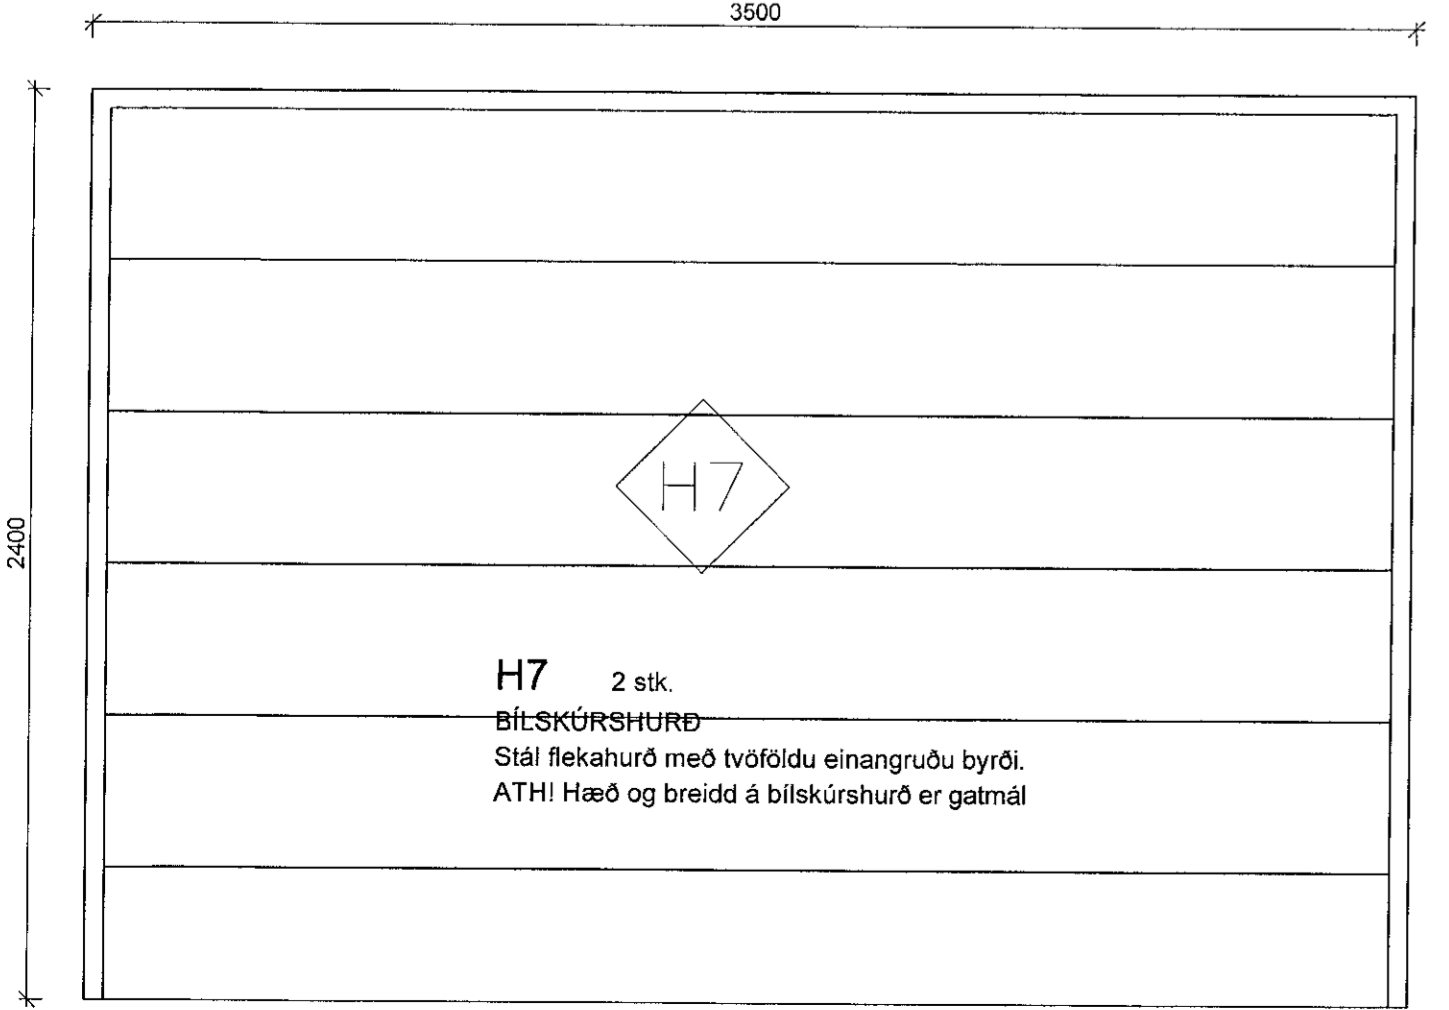 3500
2400
H7
H7 2 stk.
BÍLSKÚRSHURÐ
Stál flekahurð með tvöföldu einangruðu byrði.
ATH! Hæð og breidd á bílskúrshurð er gatmál